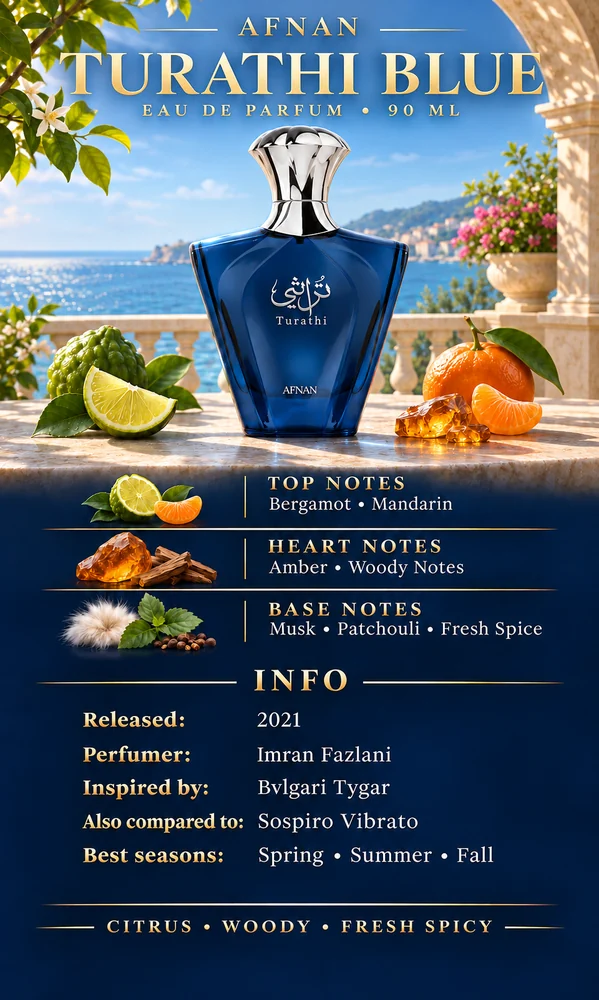 AFNAN
TURATHI BLUE
EAU DE PARFUM • 90 ML
تراثي
Turathi
AFNAN
TOP NOTES
Bergamot • Mandarin
HEART NOTES
Amber • Woody Notes
BASE NOTES
Musk • Patchouli • Fresh Spice
INFO
Released: 2021
Perfumer: Imran Fazlani
Inspired by: Bvlgari Tygar
Also compared to: Sospiro Vibrato
Best seasons: Spring • Summer • Fall
CITRUS • WOODY • FRESH SPICY